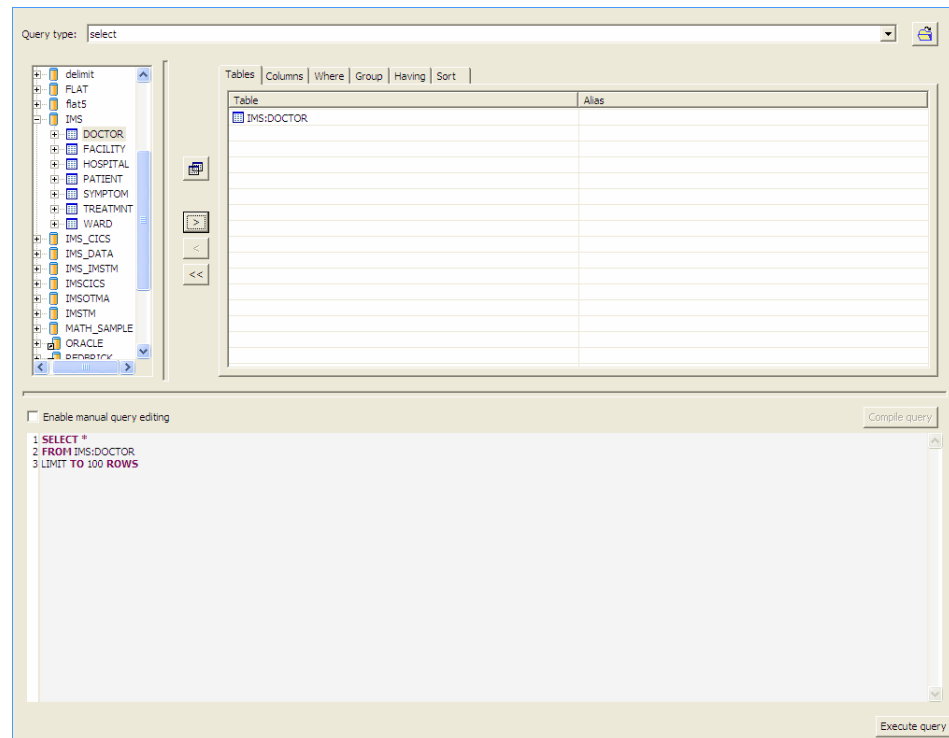 Query type: select
delimit
FLAT
flat5
IMS
DOCTOR
FACILITY
HOSPITAL
PATIENT
SYMPTOM
TREATMNT
WARD
IMS_CICS
IMS_DATA
IMS_IMSTM
IMSCICS
IMSOTMA
IMSTM
MATH_SAMPLE
ORACLE
REDBRICK
>
<
<<
Tables Columns Where Group Having Sort
Table Alias
IMS:DOCTOR
Enable manual query editing Compile query
1 SELECT *
2 FROM IMS:DOCTOR
3 LIMIT TO 100 ROWS
Execute query